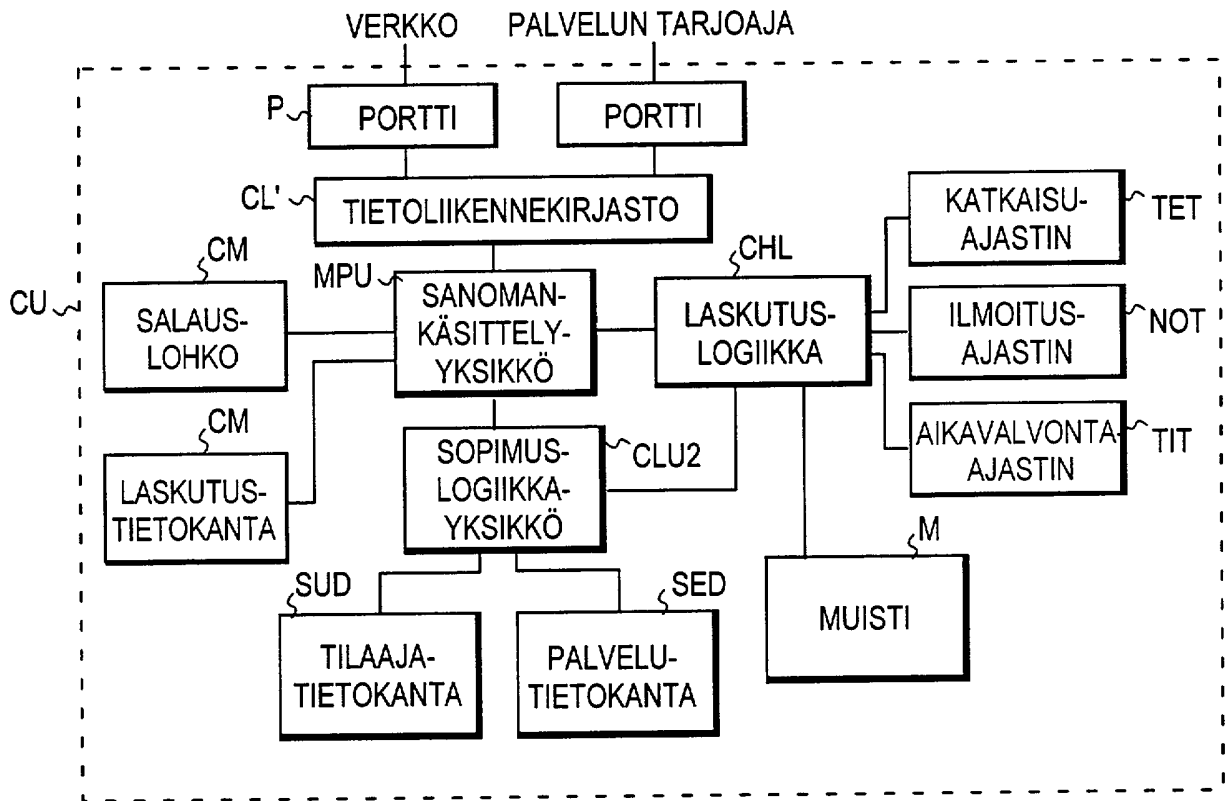 VERKKO
PALVELUN TARJOAJA
P
PORTTI
PORTTI
CL'
TIETOLIIKENNEKIRJASTO
CU
CM
SALAUS-
LOHKO
MPU
SANOMAN-
KÄSITTELY-
YKSIKKÖ
CHL
LASKUTUS-
LOGIIKKA
KATKAISU-
AJASTIN
TET
ILMOITUS-
AJASTIN
NOT
AIKAVALVONTA-
AJASTIN
TIT
CM
LASKUTUS-
TIETOKANTA
SOPIMUS-
LOGIIKKA-
YKSIKKÖ
CLU2
M
MUISTI
SUD
TILAAJA-
TIETOKANTA
SED
PALVELU-
TIETOKANTA